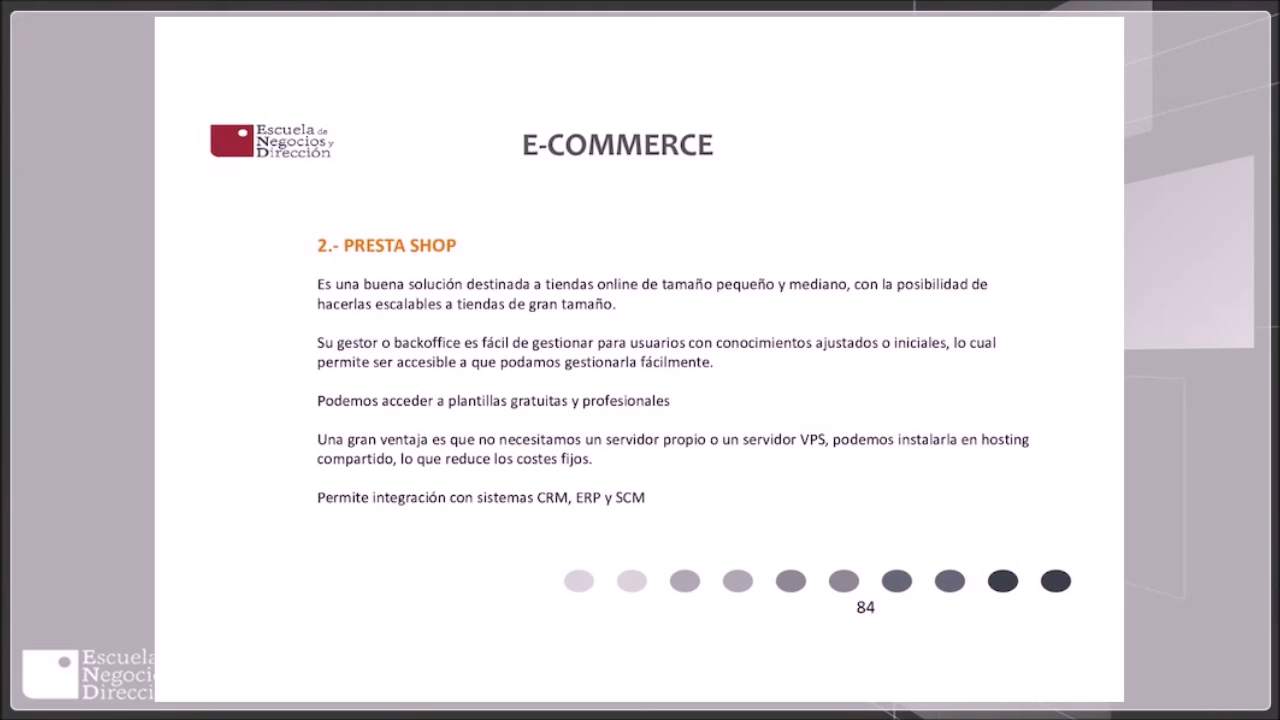 Escuela de
Negocios y
Dirección
E-COMMERCE
2.- PRESTA SHOP
Es una buena solución destinada a tiendas online de tamaño pequeño y mediano, con la posibilidad de
hacerlas escalables a tiendas de gran tamaño.
Su gestor o backoffice es fácil de gestionar para usuarios con conocimientos ajustados o iniciales, lo cual
permite ser accesible a que podamos gestionarla fácilmente.
Podemos acceder a plantillas gratuitas y profesionales
Una gran ventaja es que no necesitamos un servidor propio o un servidor VPS, podemos instalarla en hosting
compartido, lo que reduce los costes fijos.
Permite integración con sistemas CRM, ERP y SCM
84
Escuela
Negoci
Direcci